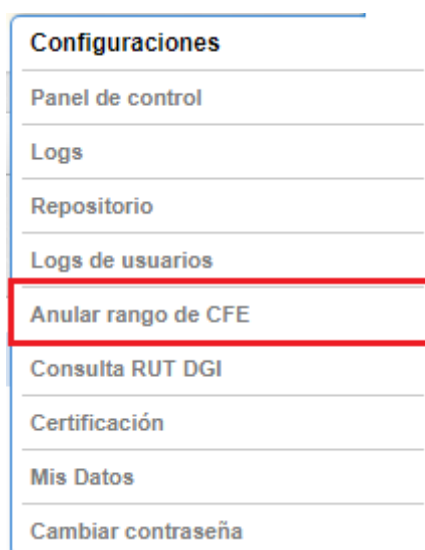 Configuraciones
Panel de control
Logs
Repositorio
Logs de usuarios
Anular rango de CFE
Consulta RUT DGI
Certificación
Mis Datos
Cambiar contraseña